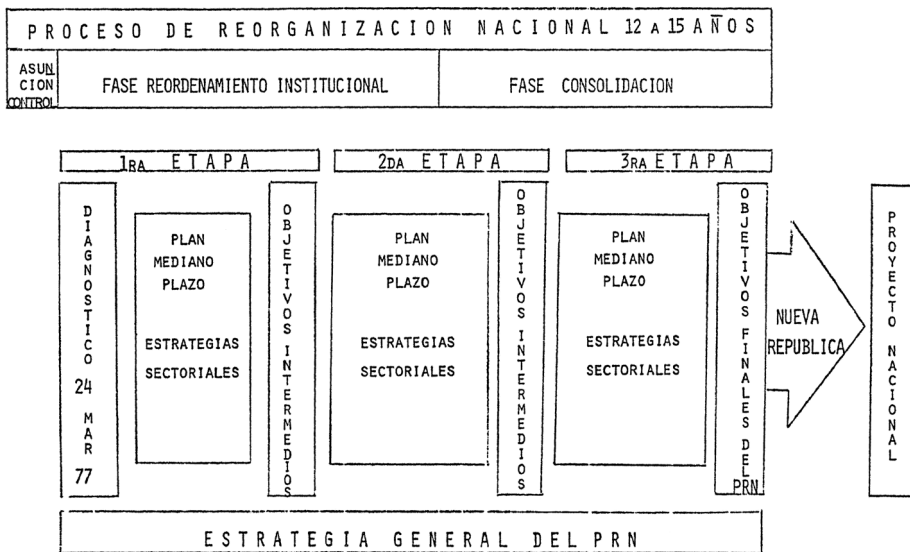 PROCESO DE REORGANIZACION NACIONAL 12 A 15 AÑOS
ASUN
CION
CONTROL
FASE REORDENAMIENTO INSTITUCIONAL
FASE CONSOLIDACION
1RA ETAPA
2DA ETAPA
3RA ETAPA
DIAGNOSTICO
24
MAR
77
PLAN
MEDIANO
PLAZO
ESTRATEGIAS
SECTORIALES
OBJETIVOS INTERMEDIOS
PLAN
MEDIANO
PLAZO
ESTRATEGIAS
SECTORIALES
OBJETIVOS INTERMEDIOS
PLAN
MEDIANO
PLAZO
ESTRATEGIAS
SECTORIALES
OBJETIVOS FINALES DEL
PRN
NUEVA
REPUBLICA
PROYECTO NACIONAL
ESTRATEGIA GENERAL DEL PRN